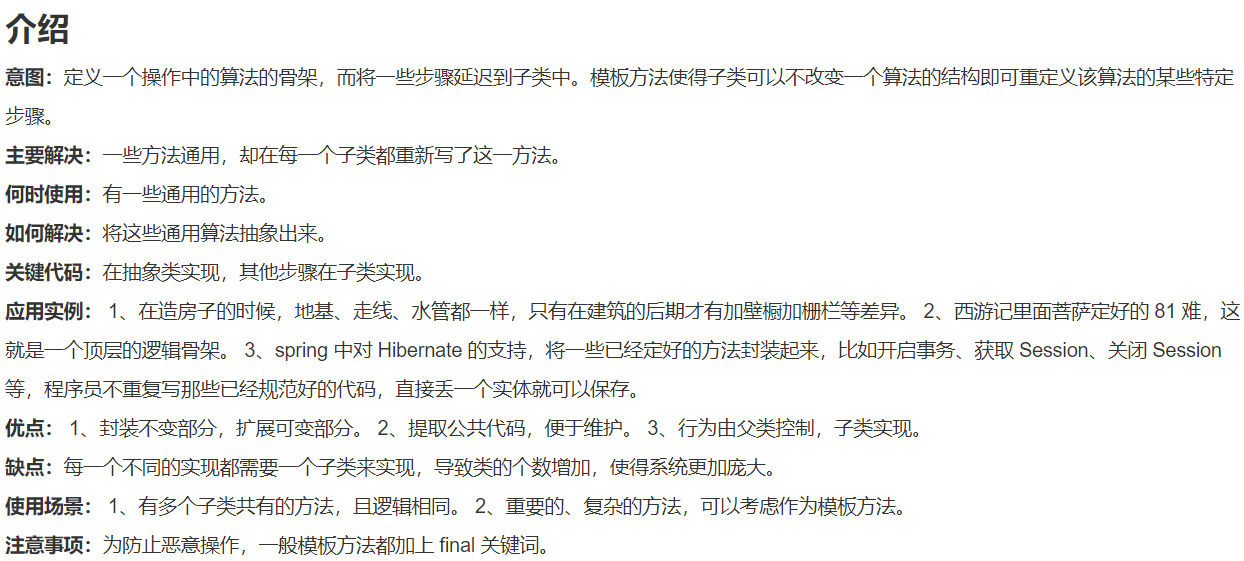 介绍
意图：定义一个操作中的算法的骨架，而将一些步骤延迟到子类中。模板方法使得子类可以不改变一个算法的结构即可重定义该算法的某些特定
步骤。
主要解决：一些方法通用，却在每一个子类都重新写了这一方法。
何时使用：有一些通用的方法。
如何解决：将这些通用算法抽象出来。
关键代码：在抽象类实现，其他步骤在子类实现。
应用实例： 1、在造房子的时候，地基、走线、水管都一样，只有在建筑的后期才有加壁橱加栅栏等差异。 2、西游记里面菩萨定好的 81 难，这
就是一个顶层的逻辑骨架。 3、spring 中对 Hibernate 的支持，将一些已经定好的方法封装起来，比如开启事务、获取 Session、关闭 Session
等，程序员不重复写那些已经规范好的代码，直接丢一个实体就可以保存。
优点： 1、封装不变部分，扩展可变部分。 2、提取公共代码，便于维护。 3、行为由父类控制，子类实现。
缺点：每一个不同的实现都需要一个子类来实现，导致类的个数增加，使得系统更加庞大。
使用场景： 1、有多个子类共有的方法，且逻辑相同。 2、重要的、复杂的方法，可以考虑作为模板方法。
注意事项：为防止恶意操作，一般模板方法都加上 final 关键词。